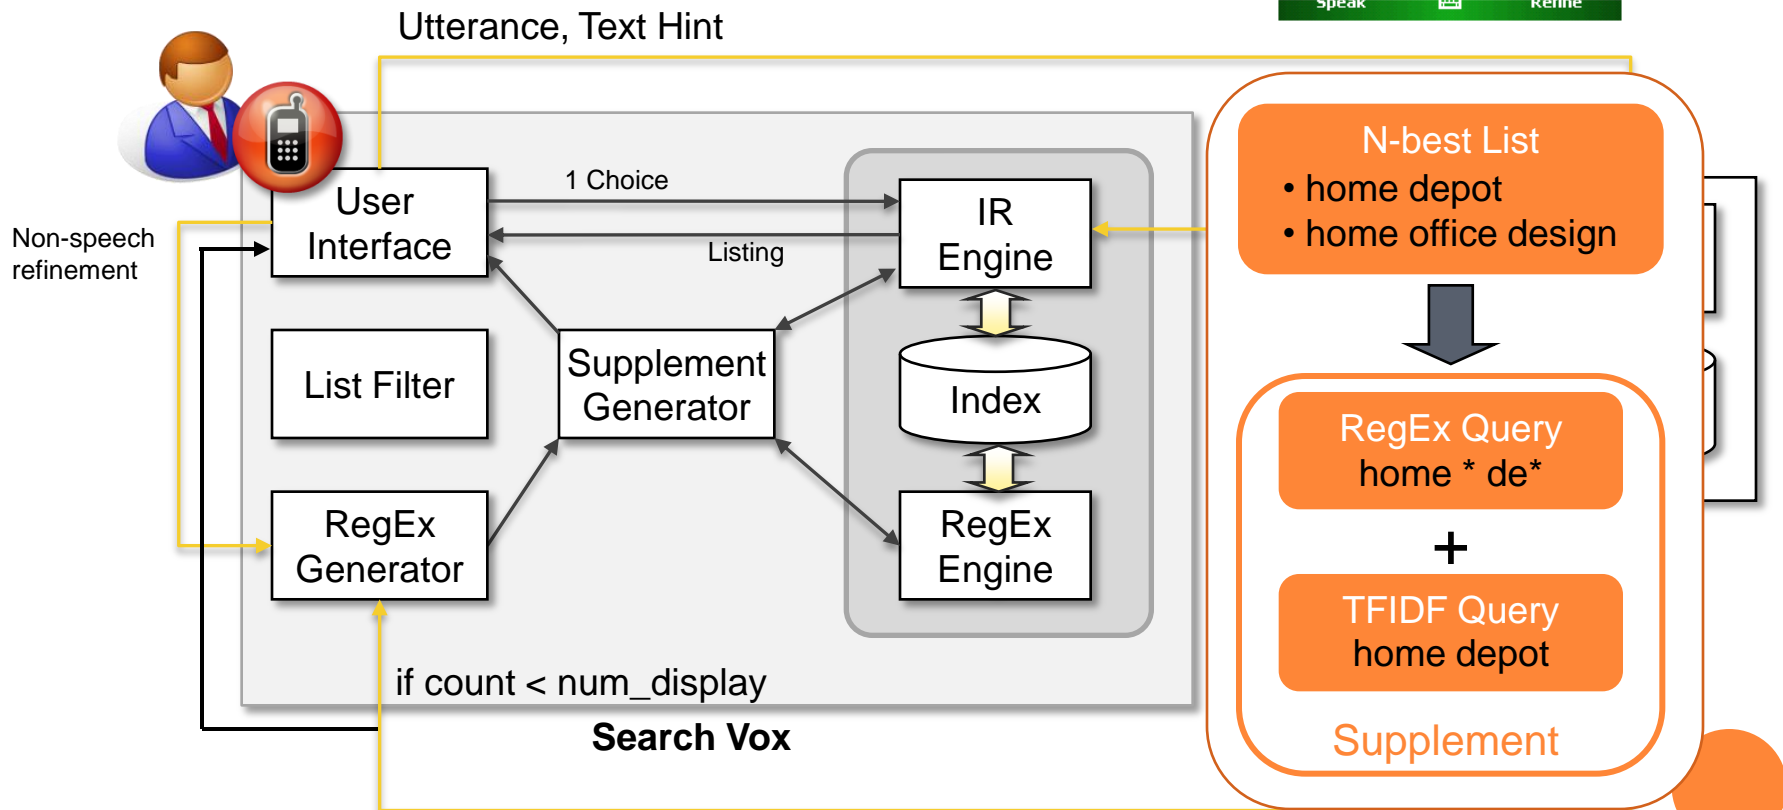 Speak Refine
Utterance, Text Hint
Non-speech
refinement
User
Interface
1 Choice
Listing
IR
Engine
List Filter
Supplement
Generator
Index
RegEx
Generator
RegEx
Engine
if count < num_display
Search Vox
N-best List
• home depot
• home office design
RegEx Query
home * de*
+
TFIDF Query
home depot
Supplement